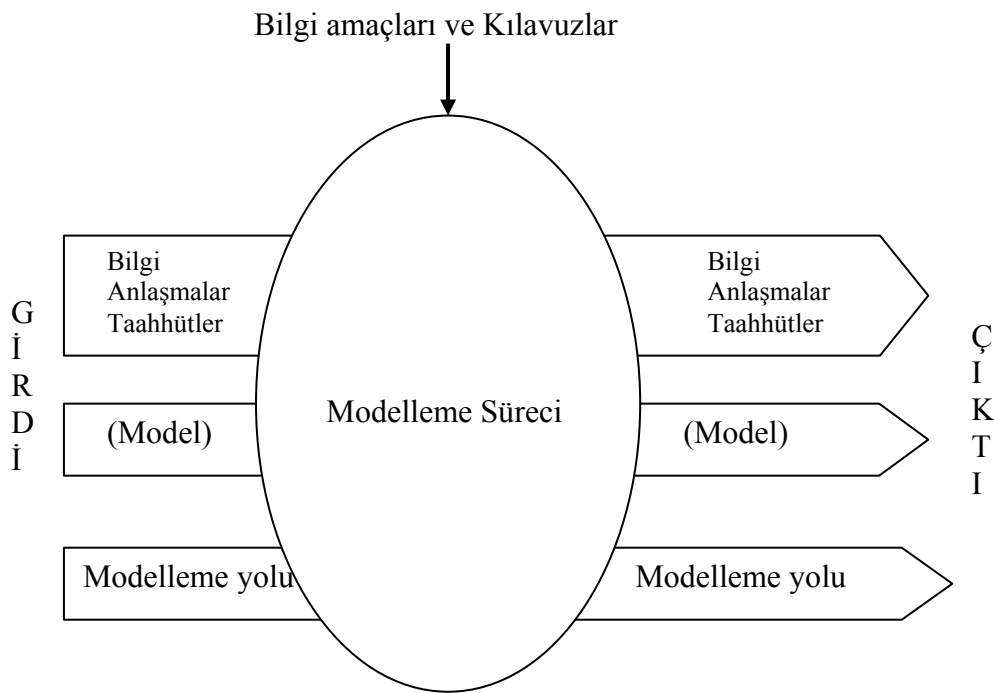 Bilgi amaçları ve Kılavuzlar
Bilgi
Anlaşmalar
Taahhütler
Bilgi
Anlaşmalar
Taahhütler
G
İ
R
D
İ
Ç
I
K
T
I
(Model)
Modelleme Süreci
(Model)
Modelleme yolu
Modelleme yolu